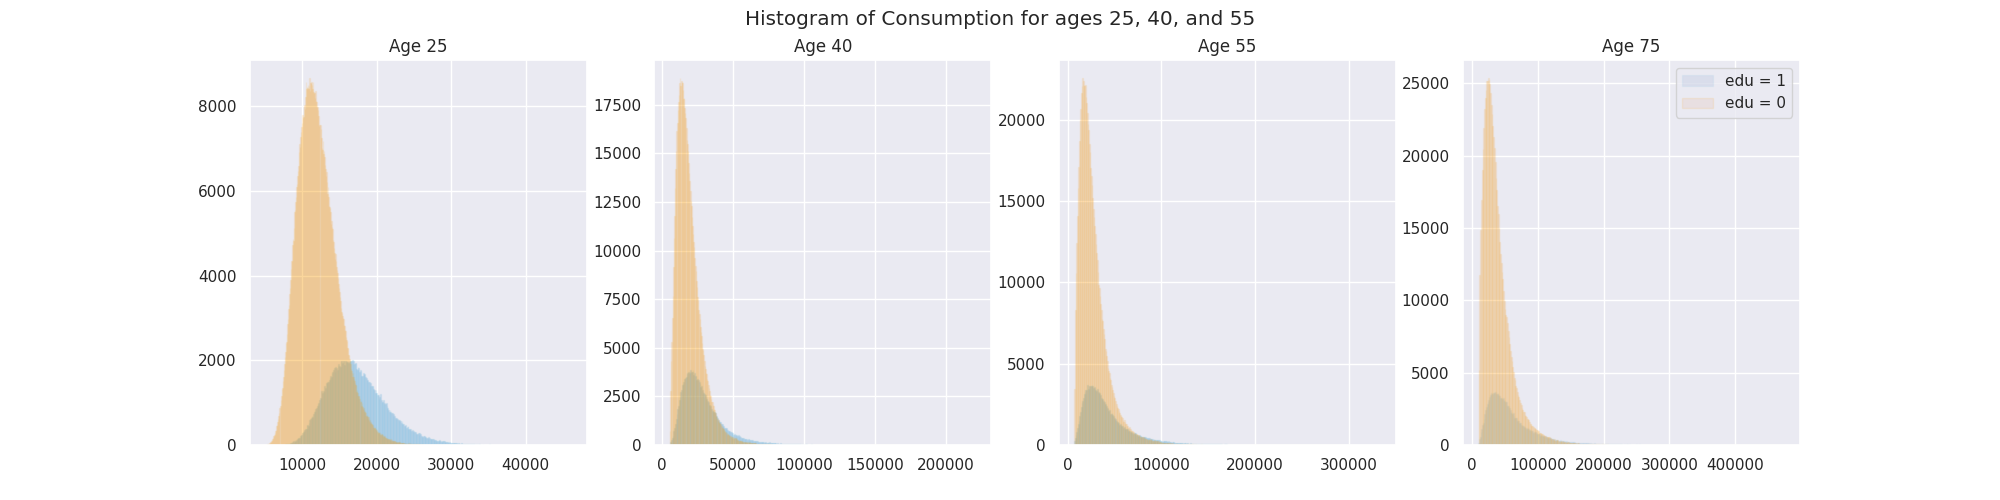 Histogram of Consumption for ages 25, 40, and 55
Age 25
8000
6000
4000
2000
0
10000 20000 30000 40000
Age 40
17500
15000
12500
10000
7500
5000
2500
0
0 50000 100000 150000 200000
Age 55
20000
15000
10000
5000
0
0 100000 200000 300000
Age 75
25000
20000
15000
10000
5000
0
0 100000 200000 300000 400000
edu = 1
edu = 0